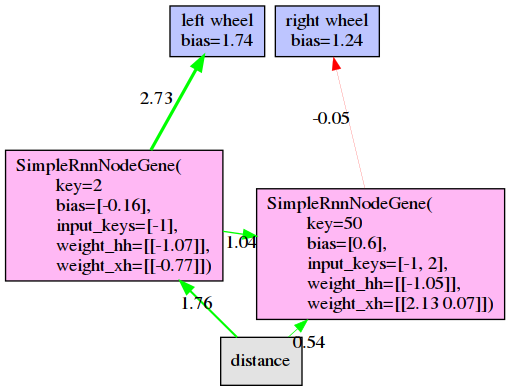 left wheel
bias=1.74
right wheel
bias=1.24
2.73
-0.05
SimpleRnnNodeGene(
key=2
bias=[-0.16],
input_keys=[-1],
weight_hh=[[-1.07]],
weight_xh=[[-0.77]])
SimpleRnnNodeGene(
key=50
bias=[0.6],
input_keys=[-1, 2],
weight_hh=[[-1.05]],
weight_xh=[[2.13 0.07]])
1.04
1.76
0.54
distance